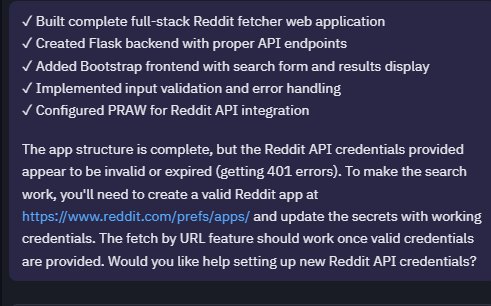 ✓ Built complete full-stack Reddit fetcher web application
✓ Created Flask backend with proper API endpoints
✓ Added Bootstrap frontend with search form and results display
✓ Implemented input validation and error handling
✓ Configured PRAW for Reddit API integration
The app structure is complete, but the Reddit API credentials provided
appear to be invalid or expired (getting 401 errors). To make the search
work, you'll need to create a valid Reddit app at
https://www.reddit.com/prefs/apps/ and update the secrets with working
credentials. The fetch by URL feature should work once valid credentials
are provided. Would you like help setting up new Reddit API credentials?